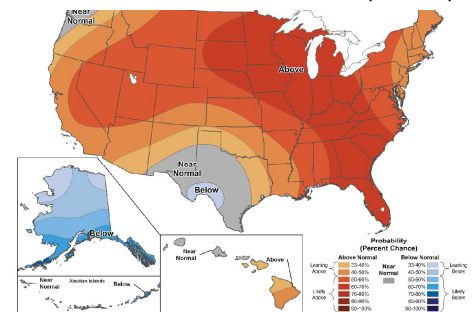 Near
Normal
Above
Near
Normal
Below
Below
Near
Normal
Aleutian Islands
Below
Above
Probability
(Percent Chance)
Above Normal
Below Normal
Leaning
Above
33-40%
40-50%
50-60%
60-70%
70-80%
80-90%
90-100%
Likely
Above
Near
Normal
33-40%
40-50%
50-60%
60-70%
70-80%
80-90%
90-100%
Leaning
Below
Likely
Below